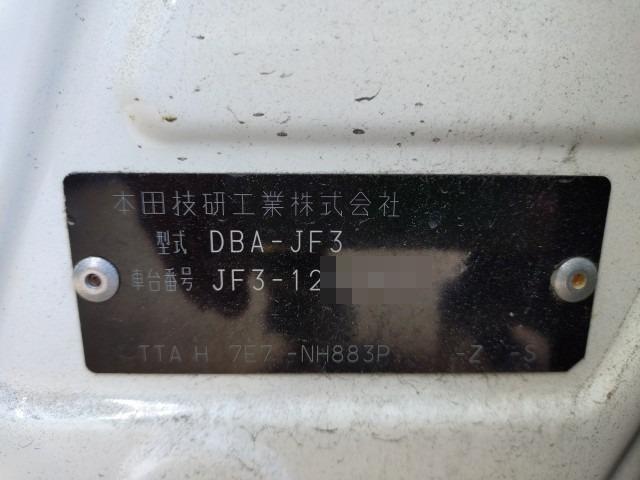 本田技研工業株式会社
型式 DBA-JF3
車台番号 JF3-12
TTA H 7E7 -NH883P -Z -S